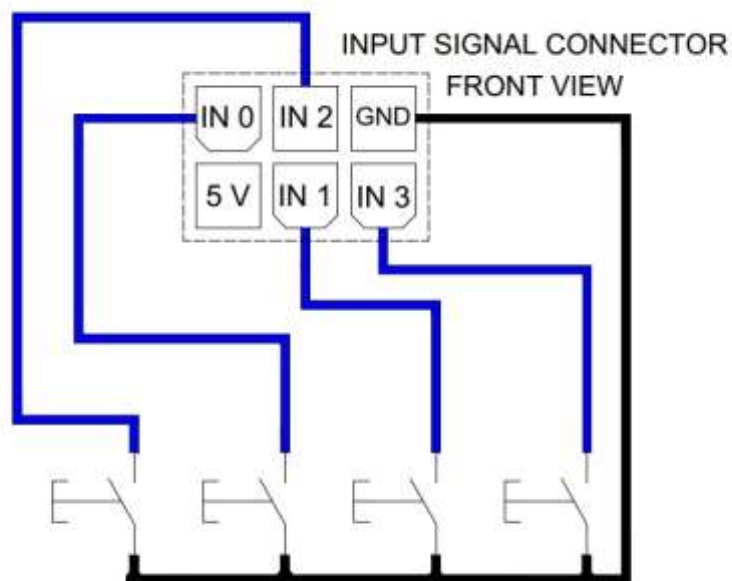 INPUT SIGNAL CONNECTOR
FRONT VIEW
IN 0 IN 2 GND
5 V IN 1 IN 3